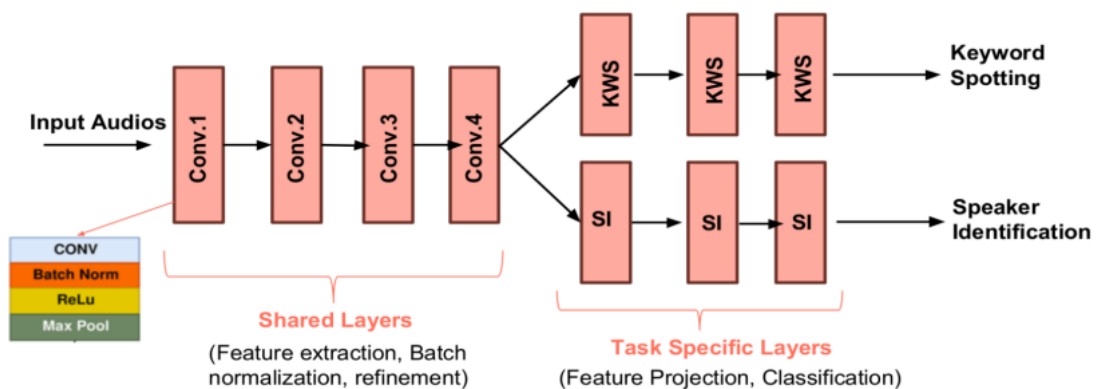 Input Audios
Conv.1
Conv.2
Conv.3
Conv.4
KWS
KWS
KWS
Keyword
Spotting
SI
SI
SI
Speaker
Identification
CONV
Batch Norm
ReLu
Max Pool
Shared Layers
(Feature extraction, Batch
normalization, refinement)
Task Specific Layers
(Feature Projection, Classification)